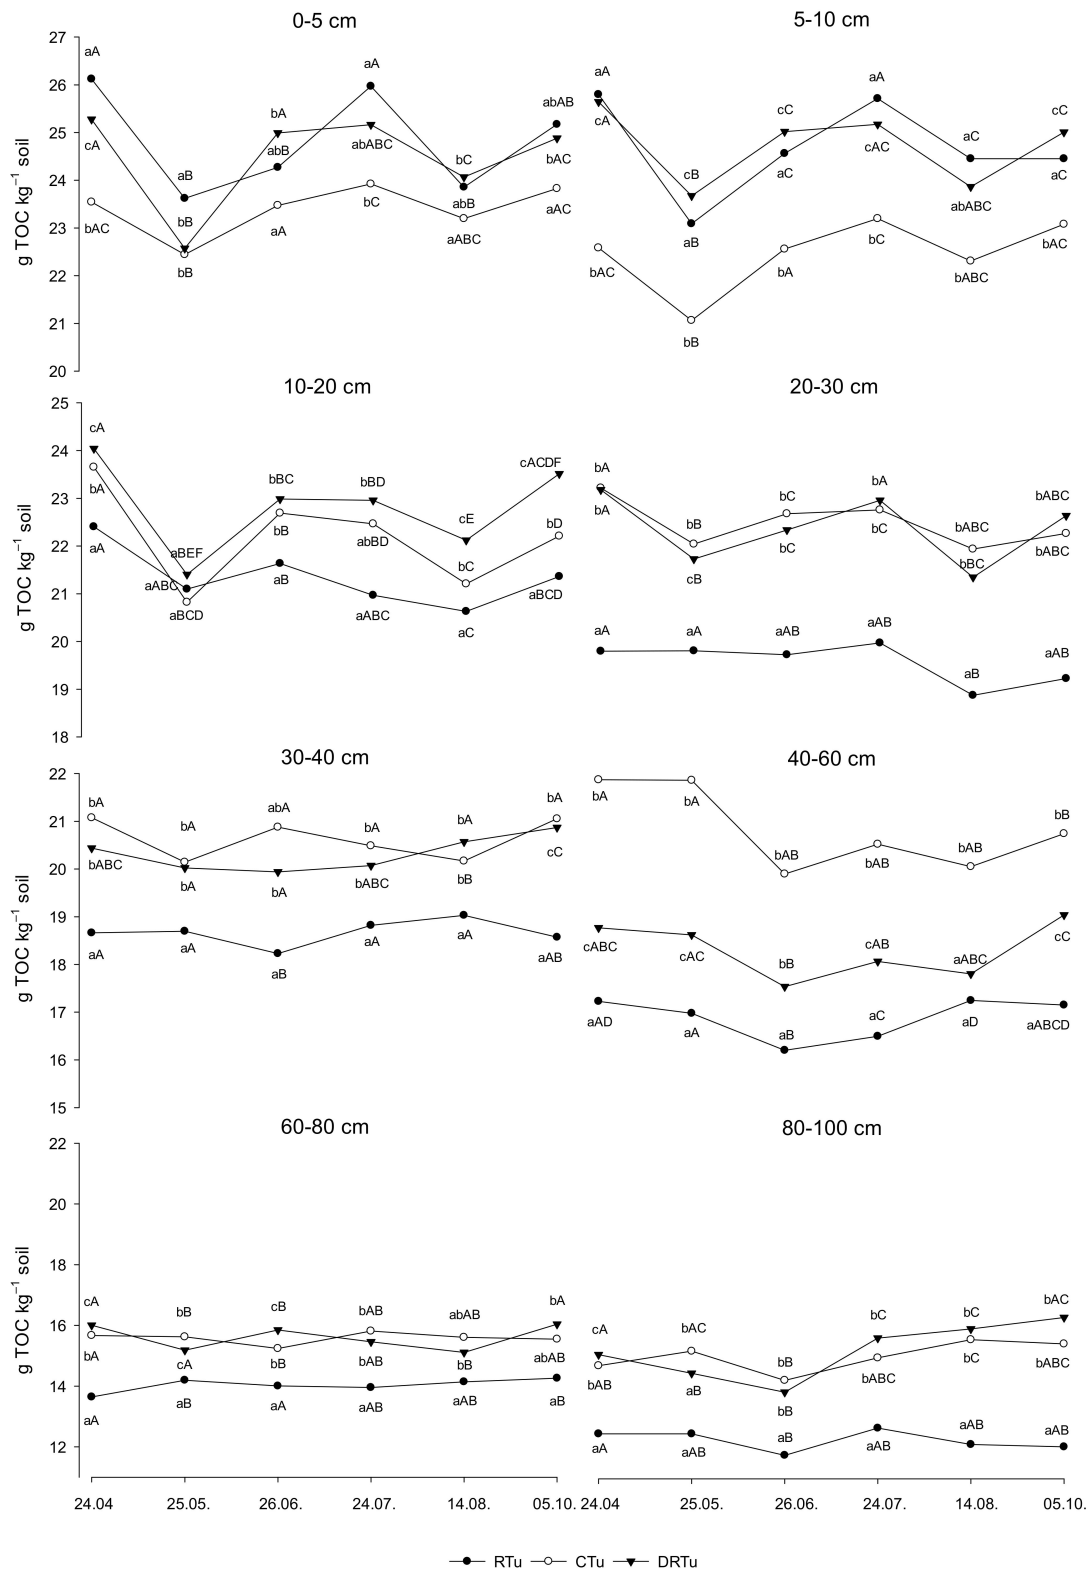 0-5 cm
5-10 cm
g TOC kg⁻¹ soil
27
26
25
24
23
22
21
20
aA
cA
bAC
aB
bB
bB
bA
abB
aA
aA
abABC
bC
bC
abB
aABC
abAB
bAC
aAC
aA
cA
bAC
cB
aB
bB
cC
aC
bA
aA
cAC
bC
aC
abABC
bABC
cC
aC
bAC
10-20 cm
20-30 cm
g TOC kg⁻¹ soil
25
24
23
22
21
20
19
18
cA
bA
aA
aBEF
aABC
aBCD
bBC
bB
aB
bBD
abBD
aABC
cE
bC
aC
cACDF
bD
aBCD
bA
bA
aA
bB
cB
aA
bC
bC
aAB
bA
bC
aAB
bABC
bBC
aB
bABC
bABC
aAB
30-40 cm
40-60 cm
g TOC kg⁻¹ soil
22
21
20
19
18
17
16
15
bA
bABC
aA
bA
bA
aA
abA
bA
aB
bA
bABC
aA
bA
bB
aA
bA
cC
aAB
bA
cABC
aAD
bA
cAC
aA
bAB
bB
aB
bAB
cAB
aC
bAB
aABC
aD
bB
cC
aABCD
60-80 cm
80-100 cm
g TOC kg⁻¹ soil
22
20
18
16
14
12
cA
bA
aA
bB
cA
aB
cB
bB
aA
bAB
bAB
aAB
abAB
bB
aAB
bA
abAB
aB
cA
bAB
aA
bAC
aB
aAB
bB
bB
aB
bC
bABC
aAB
bC
bC
aAB
bAC
bABC
aAB
24.04 25.05. 26.06. 24.07. 14.08. 05.10.
24.04 25.05. 26.06. 24.07. 14.08. 05.10.
RTu CTu DRTu